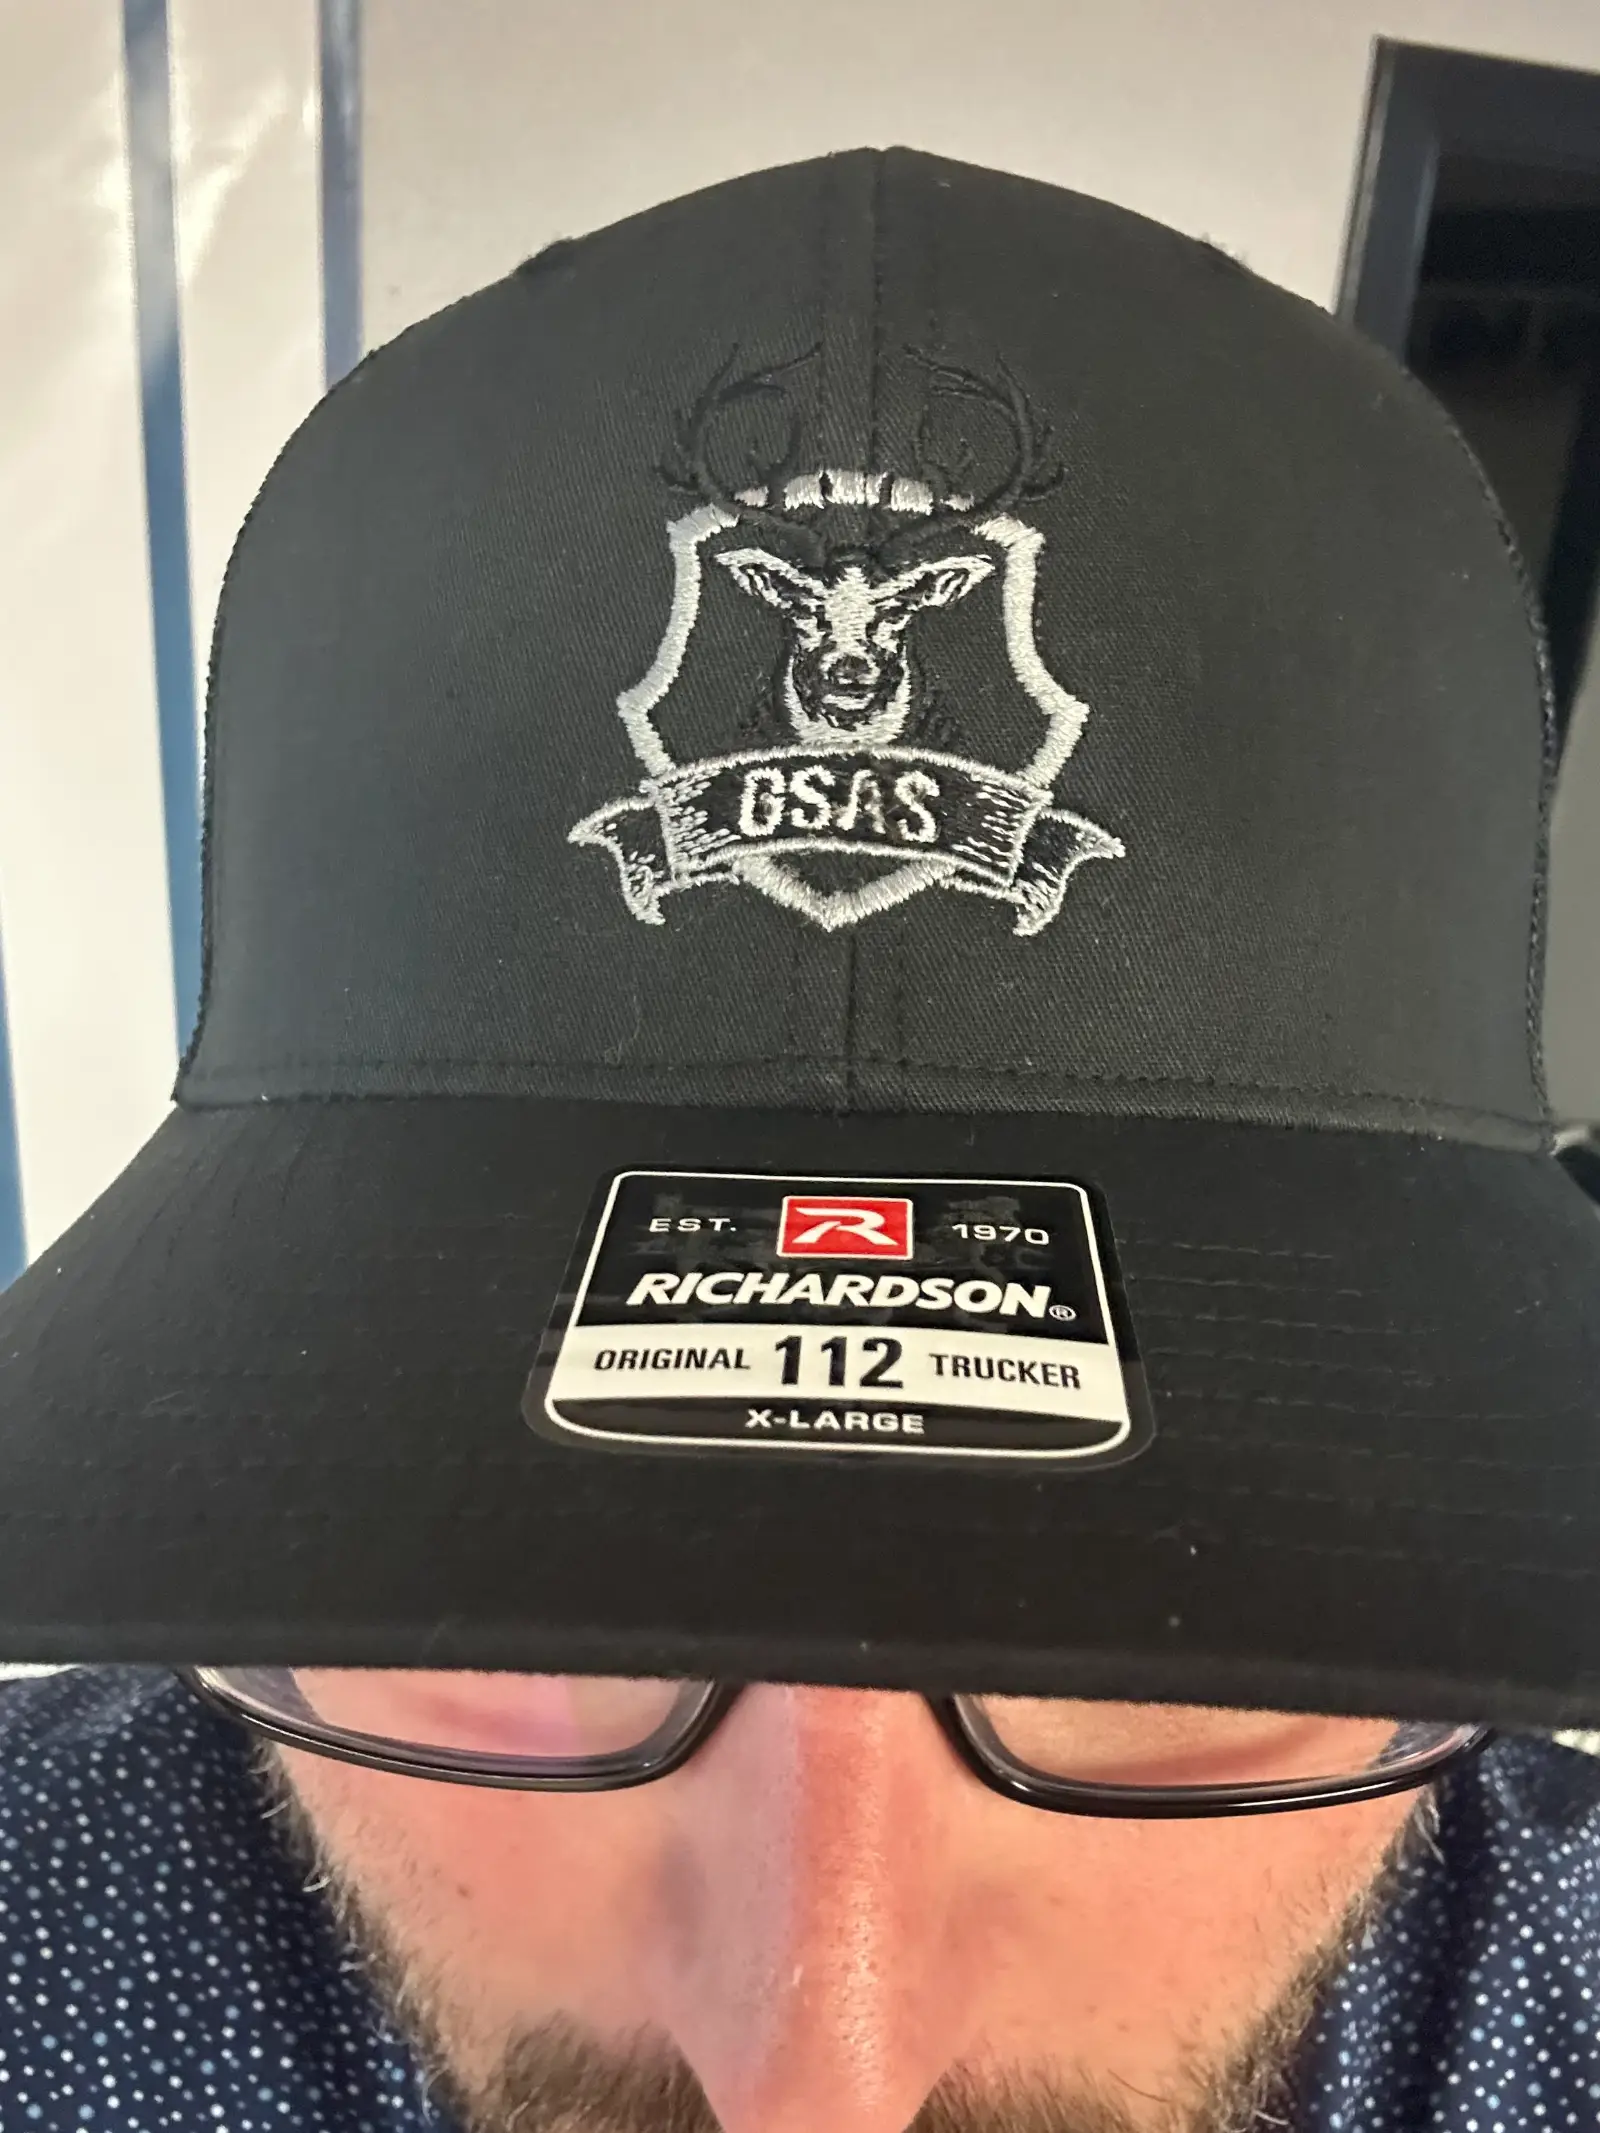 GSAS
EST. R 1970
RICHARDSON®
ORIGINAL 112 TRUCKER
X-LARGE